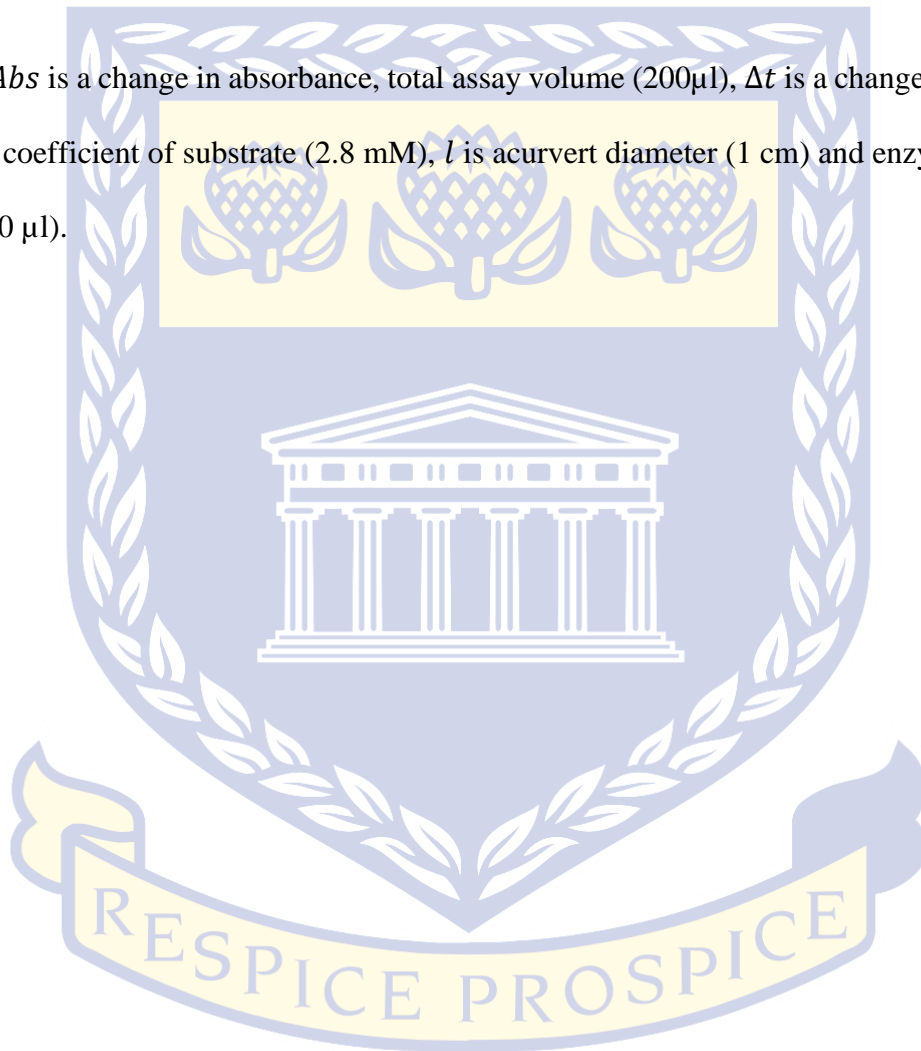 Abs is a change in absorbance, total assay volume (200µl), Δt is a change
coefficient of substrate (2.8 mM), l is acurvert diameter (1 cm) and enzy
0 µl).
RESPICE PROSPICE